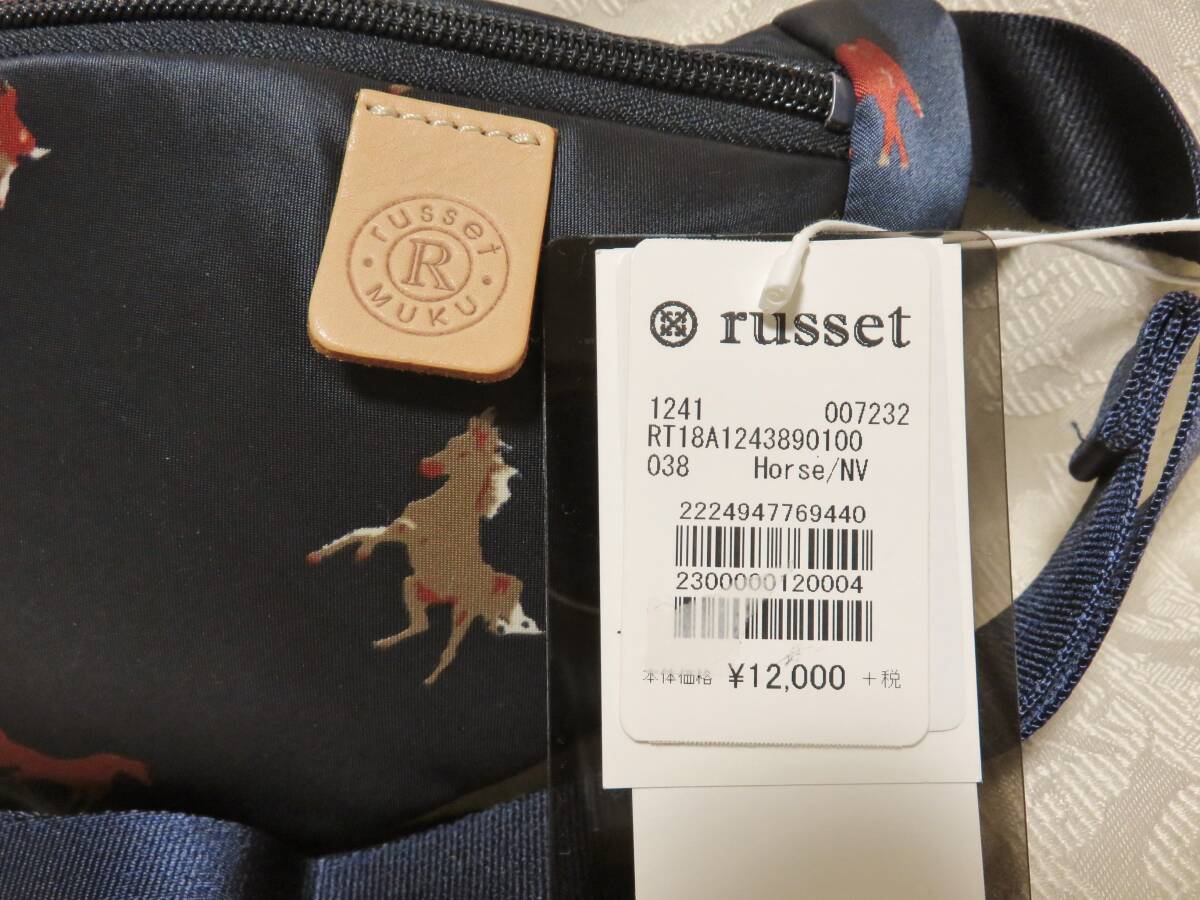 russet
R
MUKU
russet
1241 007232
RT18A1243890100
038 Horse/NV
2224947769440
2300000120004
本体価格 ¥12,000 +税